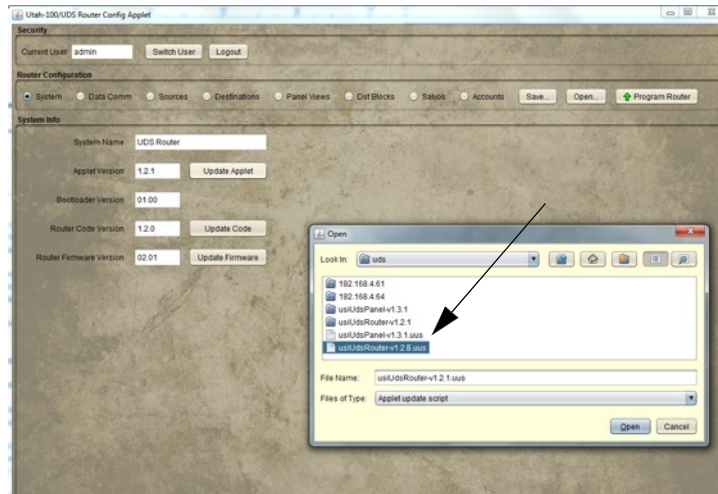 Utah-100/UDS Router Config Applet
Security
Current User admin Switch User Logout
Router Configuration
System Data Comm Sources Destinations Panel Views Dst Blocks Salvos Accounts Save... Open... Program Router
System Info
System Name UDS Router
Applet Version 1.2.1 Update Applet
Bootloader Version 01.00
Router Code Version 1.2.0 Update Code
Router Firmware Version 02.01 Update Firmware
Open
Look In: uds
192.168.4.61
192.168.4.64
usiUdsPanel-v1.3.1
usiUdsRouter-v1.2.1
usiUdsPanel-v1.3.1.uus
usiUdsRouter-v1.2.6.uus
File Name: usiUdsRouter-v1.2.1.uus
Files of Type: Applet update script
Open Cancel